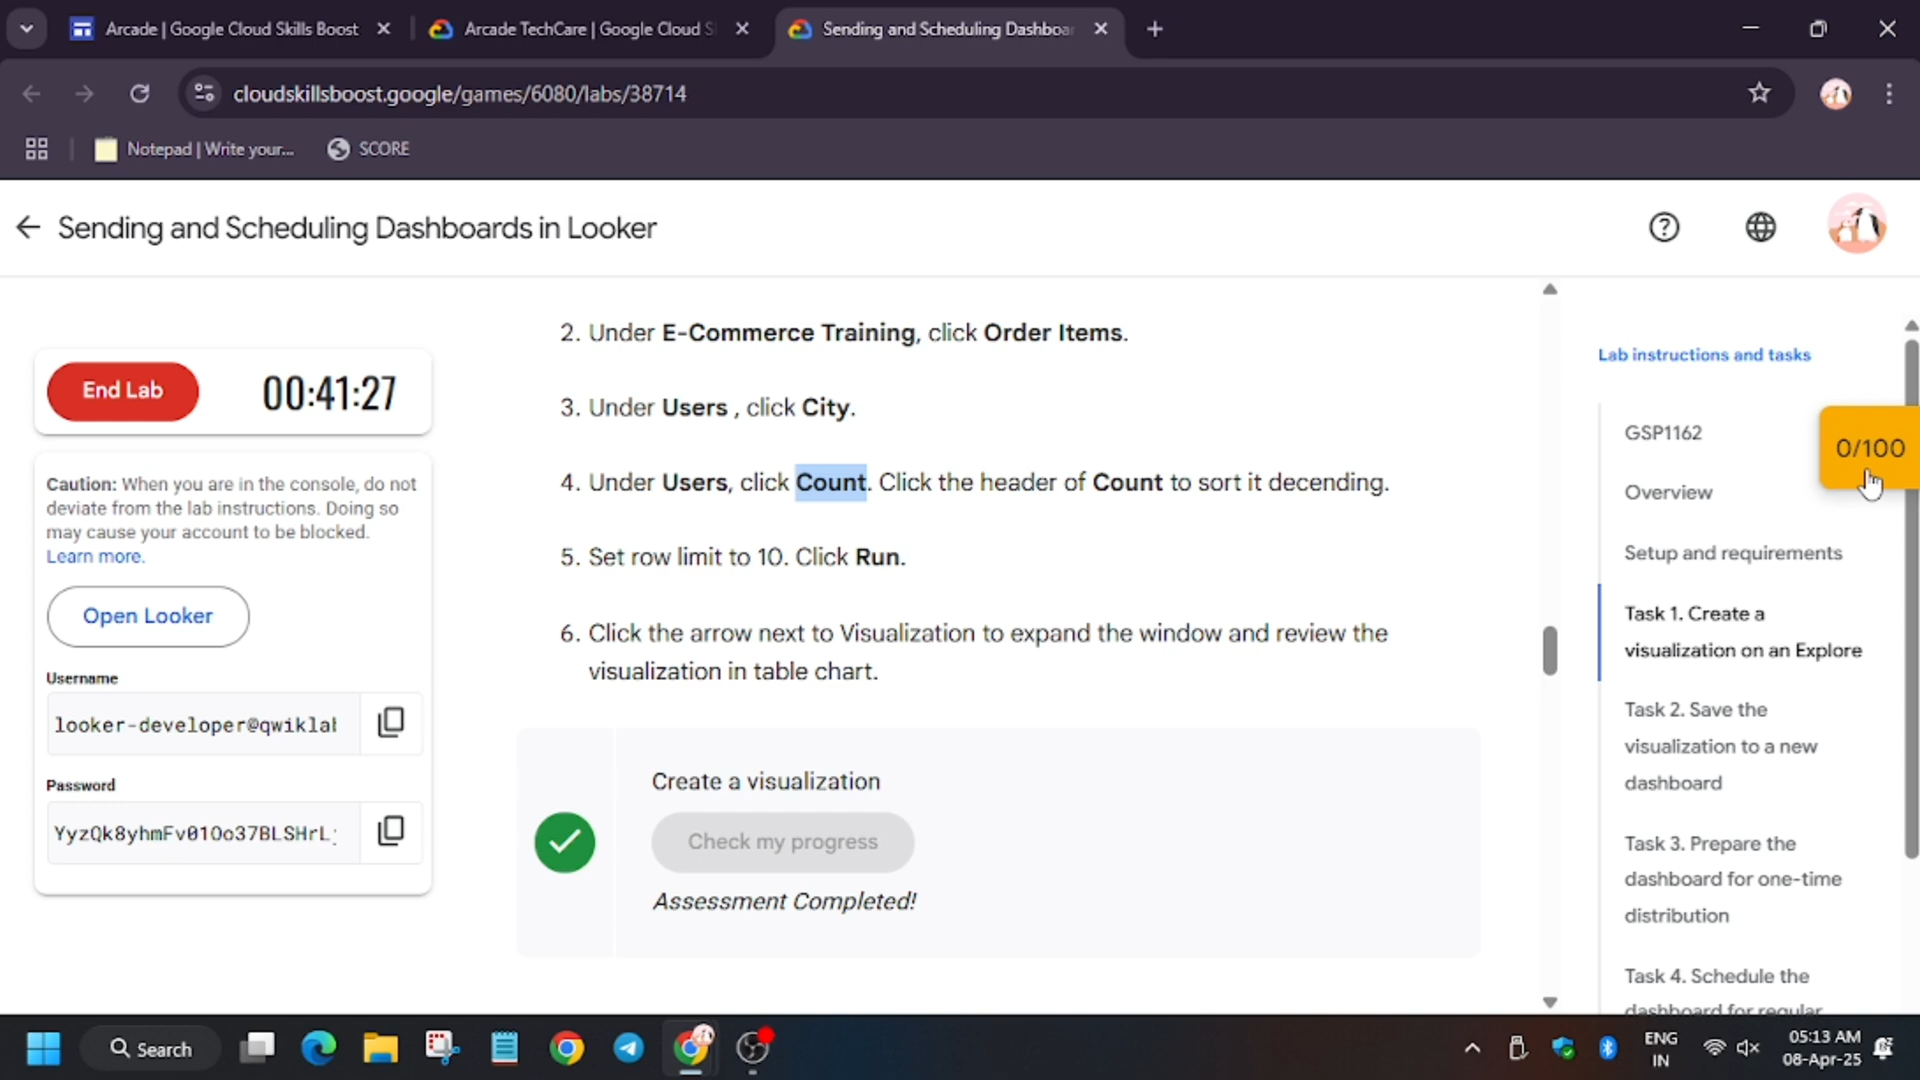 Arcade | Google Cloud Skills Boost
Arcade TechCare | Google Cloud S
Sending and Scheduling Dashboar
cloudskillsboost.google/games/6080/labs/38714
Notepad | Write your...
SCORE
Sending and Scheduling Dashboards in Looker
End Lab
00:41:27
Caution: When you are in the console, do not
deviate from the lab instructions. Doing so
may cause your account to be blocked.
Learn more.
Open Looker
Username
looker-developer@qwiklab
Password
YyzQk8yhmFv01Oo37BLSHrL
2. Under E-Commerce Training, click Order Items.
3. Under Users , click City.
4. Under Users, click Count. Click the header of Count to sort it decending.
5. Set row limit to 10. Click Run.
6. Click the arrow next to Visualization to expand the window and review the
visualization in table chart.
Create a visualization
Check my progress
Assessment Completed!
Lab instructions and tasks
GSP1162
0/100
Overview
Setup and requirements
Task 1. Create a
visualization on an Explore
Task 2. Save the
visualization to a new
dashboard
Task 3. Prepare the
dashboard for one-time
distribution
Task 4. Schedule the
dashboard for regular
Search
ENG
IN
05:13 AM
08-Apr-25